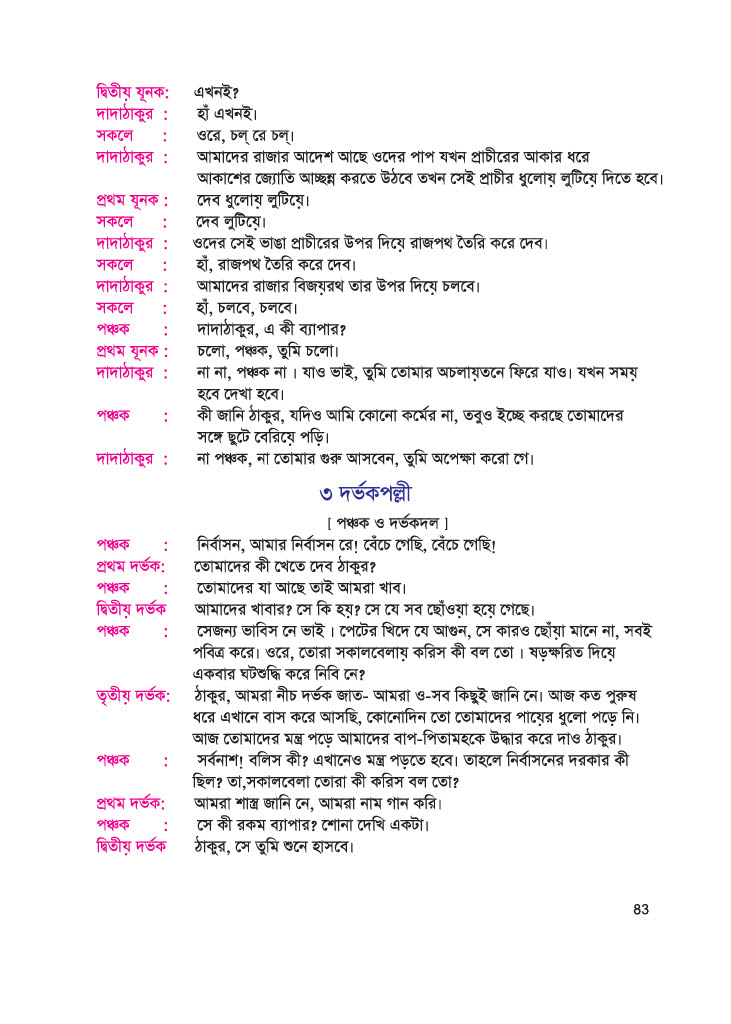 দ্বিতীয় যূনক: এখনই?
দাদাঠাকুর : হাঁ এখনই।
সকলে : ওরে, চল্ রে চল্।
দাদাঠাকুর : আমাদের রাজার আদেশ আছে ওদের পাপ যখন প্রাচীরের আকার ধরে
আকাশের জ্যোতি আচ্ছন্ন করতে উঠবে তখন সেই প্রাচীর ধুলোয় লুটিয়ে দিতে হবে।
প্রথম যূনক : দেব ধুলোয় লুটিয়ে।
সকলে : দেব লুটিয়ে।
দাদাঠাকুর : ওদের সেই ভাঙা প্রাচীরের উপর দিয়ে রাজপথ তৈরি করে দেব।
সকলে : হাঁ, রাজপথ তৈরি করে দেব।
দাদাঠাকুর : আমাদের রাজার বিজয়রথ তার উপর দিয়ে চলবে।
সকলে : হাঁ, চলবে, চলবে।
পঞ্চক : দাদাঠাকুর, এ কী ব্যাপার?
প্রথম যূনক : চলো, পঞ্চক, তুমি চলো।
দাদাঠাকুর : না না, পঞ্চক না । যাও ভাই, তুমি তোমার অচলায়তনে ফিরে যাও। যখন সময়
হবে দেখা হবে।
পঞ্চক : কী জানি ঠাকুর, যদিও আমি কোনো কর্মের না, তবুও ইচ্ছে করছে তোমাদের
সঙ্গে ছুটে বেরিয়ে পড়ি।
দাদাঠাকুর : না পঞ্চক, না তোমার গুরু আসবেন, তুমি অপেক্ষা করো গে।
৩ দর্ভকপল্লী
[ পঞ্চক ও দর্ভকদল ]
পঞ্চক : নির্বাসন, আমার নির্বাসন রে! বেঁচে গেছি, বেঁচে গেছি!
প্রথম দর্ভক: তোমাদের কী খেতে দেব ঠাকুর?
পঞ্চক : তোমাদের যা আছে তাই আমরা খাব।
দ্বিতীয় দর্ভক আমাদের খাবার? সে কি হয়? সে যে সব ছোঁওয়া হয়ে গেছে।
পঞ্চক : সেজন্য ভাবিস নে ভাই । পেটের খিদে যে আগুন, সে কারও ছোঁয়া মানে না, সবই
পবিত্র করে। ওরে, তোরা সকালবেলায় করিস কী বল তো । ষড়ক্ষরিত দিয়ে
একবার ঘটশুদ্ধি করে নিবি নে?
তৃতীয় দর্ভক: ঠাকুর, আমরা নীচ দর্ভক জাত- আমরা ও-সব কিছুই জানি নে। আজ কত পুরুষ
ধরে এখানে বাস করে আসছি, কোনোদিন তো তোমাদের পায়ের ধুলো পড়ে নি।
আজ তোমাদের মন্ত্র পড়ে আমাদের বাপ-পিতামহকে উদ্ধার করে দাও ঠাকুর।
পঞ্চক : সর্বনাশ! বলিস কী? এখানেও মন্ত্র পড়তে হবে। তাহলে নির্বাসনের দরকার কী
ছিল? তা,সকালবেলা তোরা কী করিস বল তো?
প্রথম দর্ভক: আমরা শাস্ত্র জানি নে, আমরা নাম গান করি।
পঞ্চক : সে কী রকম ব্যাপার? শোনা দেখি একটা।
দ্বিতীয় দর্ভক ঠাকুর, সে তুমি শুনে হাসবে।
83